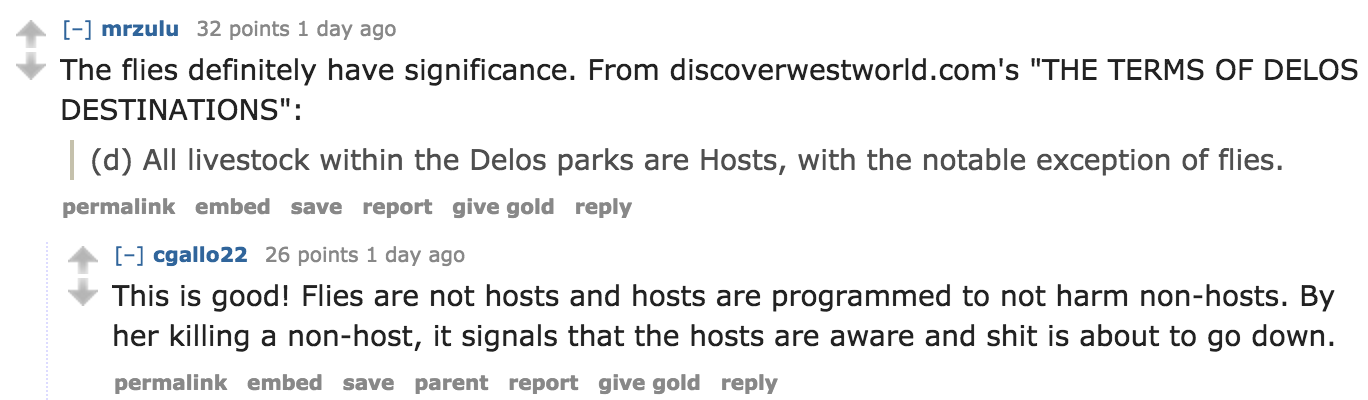 [–] mrzulu 32 points 1 day ago
The flies definitely have significance. From discoverwestworld.com's "THE TERMS OF DELOS
DESTINATIONS":
(d) All livestock within the Delos parks are Hosts, with the notable exception of flies.
permalink embed save report give gold reply
[–] cgallo22 26 points 1 day ago
This is good! Flies are not hosts and hosts are programmed to not harm non-hosts. By
her killing a non-host, it signals that the hosts are aware and shit is about to go down.
permalink embed save parent report give gold reply